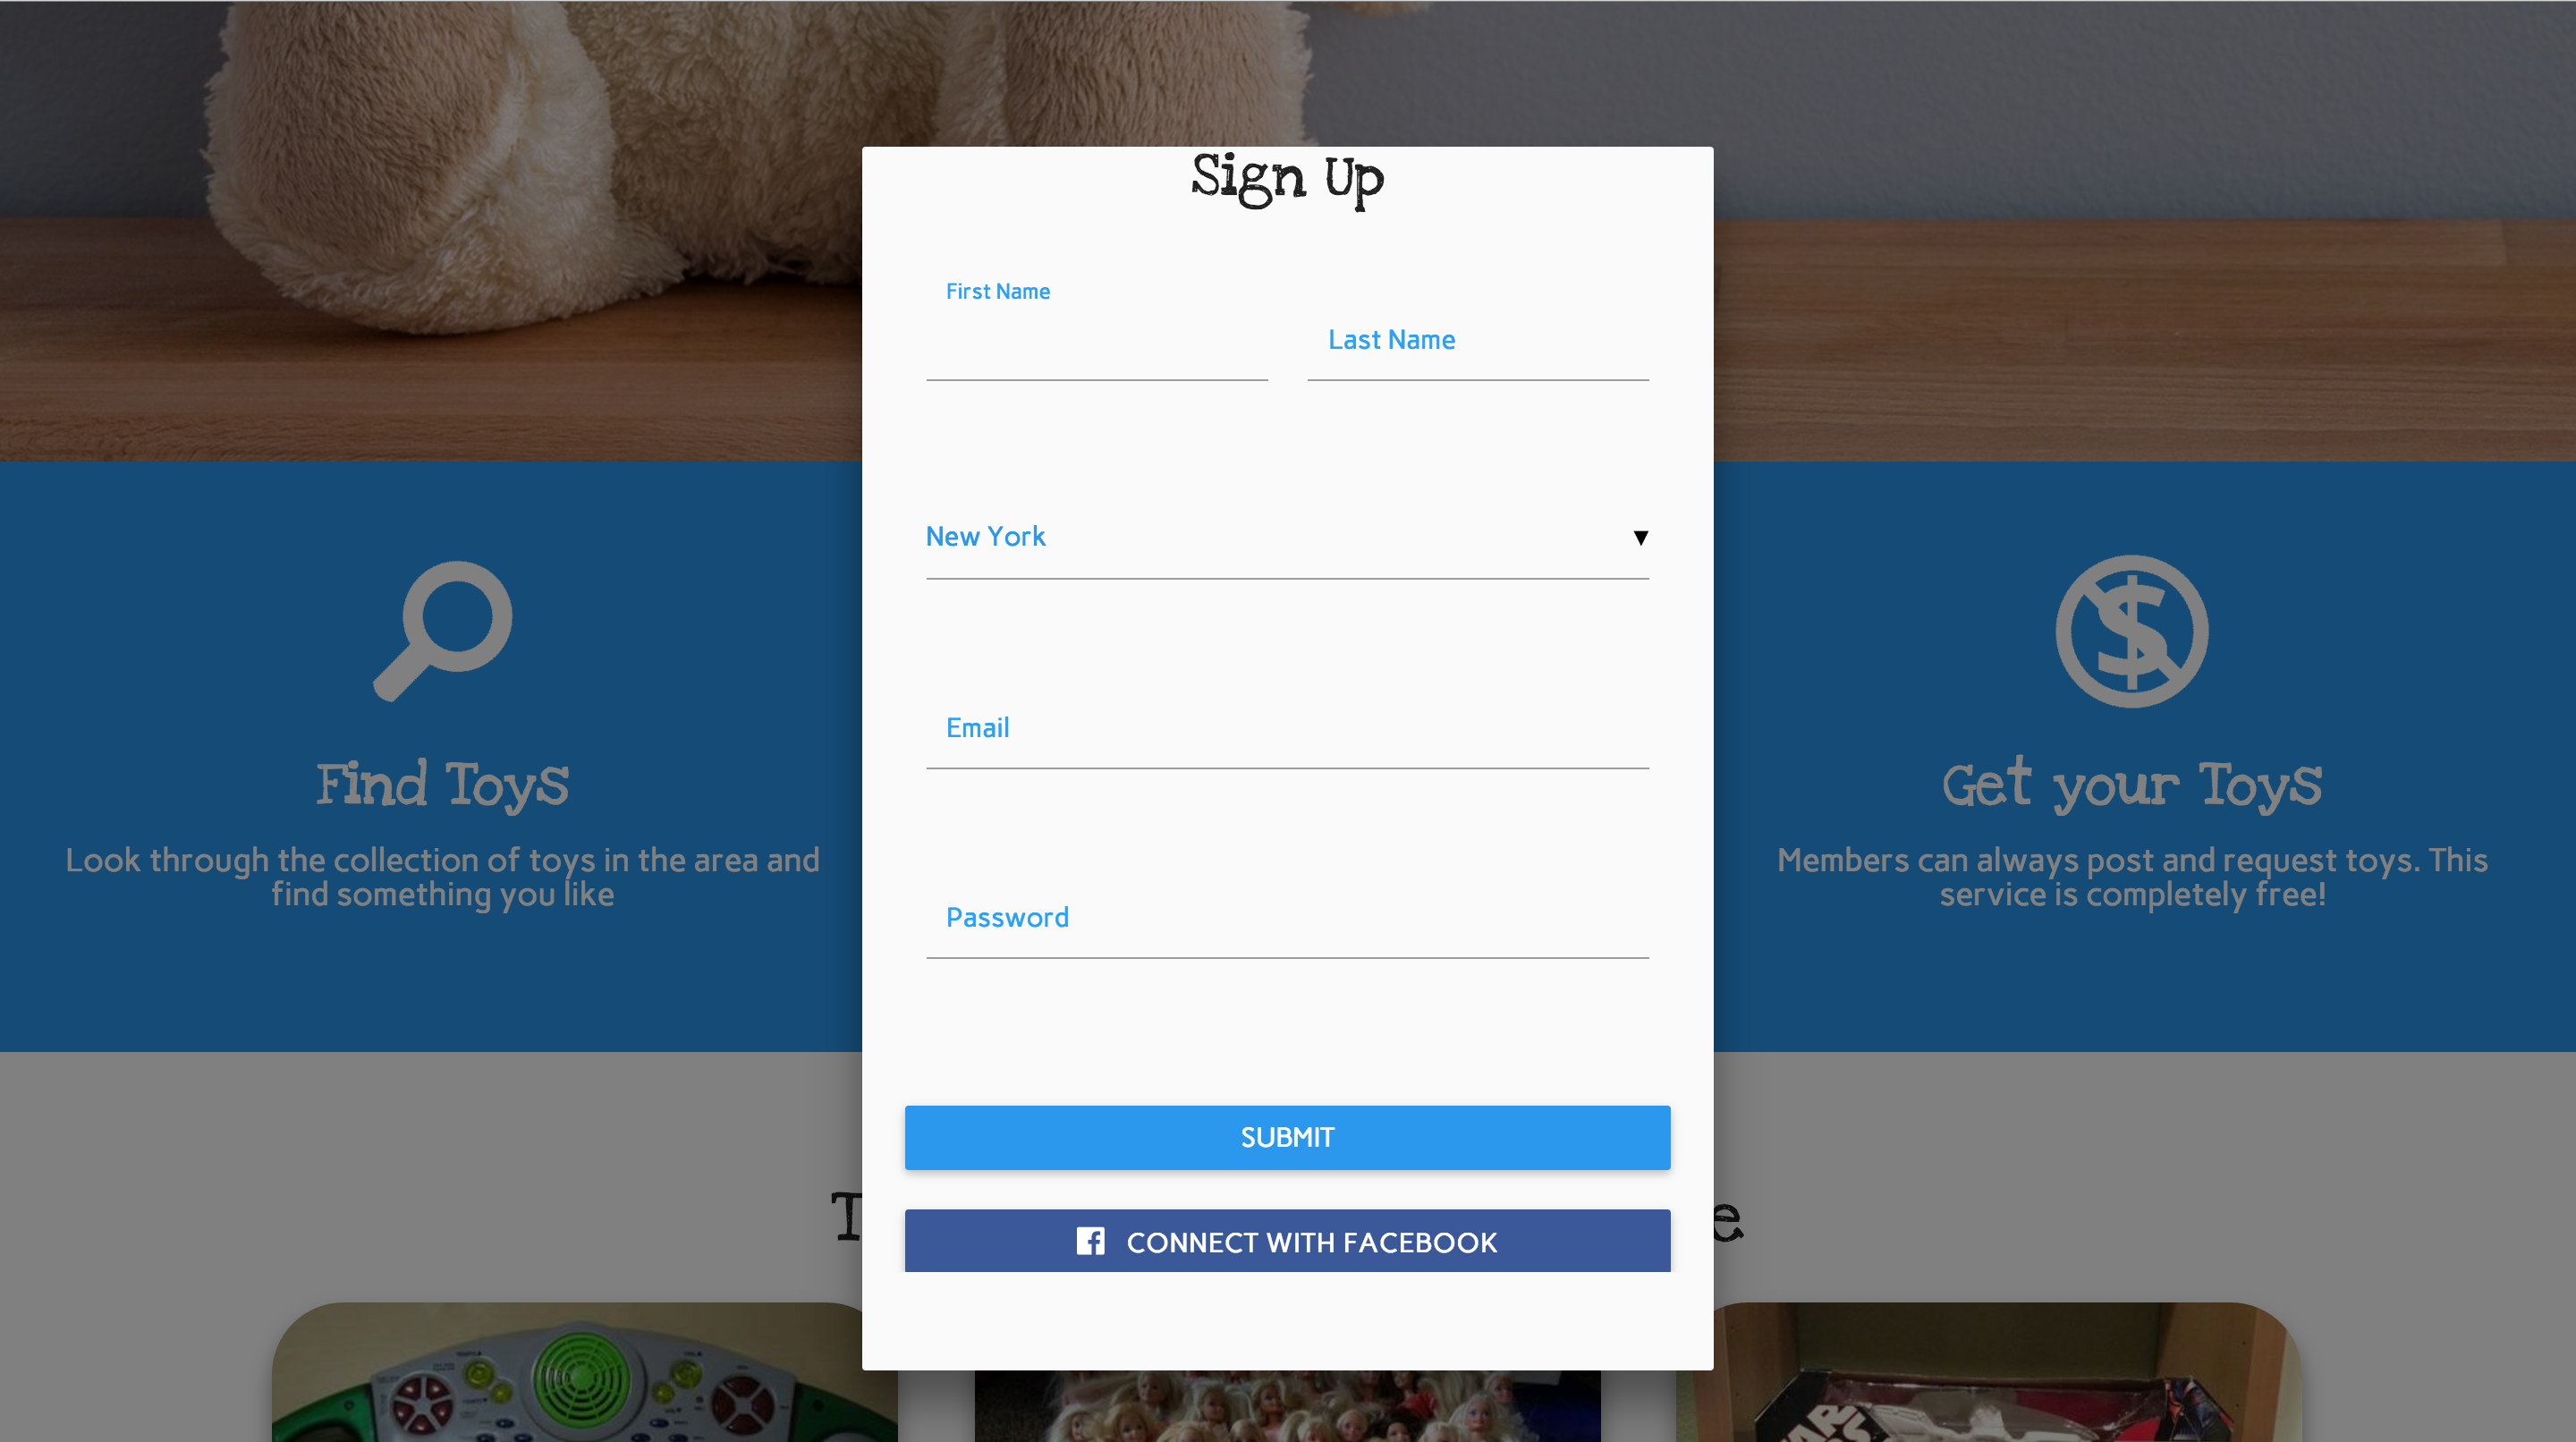 Sign Up
First Name
Last Name
New York
Email
Password
SUBMIT
CONNECT WITH FACEBOOK
Find Toys
Look through the collection of toys in the area and
find something you like
Get your Toys
Members can always post and request toys. This
service is completely free!